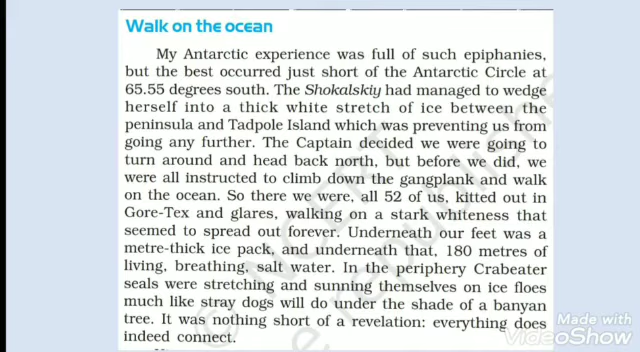 Walk on the ocean
My Antarctic experience was full of such epiphanies,
but the best occurred just short of the Antarctic Circle at
65.55 degrees south. The Shokalskiy had managed to wedge
herself into a thick white stretch of ice between the
peninsula and Tadpole Island which was preventing us from
going any further. The Captain decided we were going to
turn around and head back north, but before we did, we
were all instructed to climb down the gangplank and walk
on the ocean. So there we were, all 52 of us, kitted out in
Gore-Tex and glares, walking on a stark whiteness that
seemed to spread out forever. Underneath our feet was a
metre-thick ice pack, and underneath that, 180 metres of
living, breathing, salt water. In the periphery Crabeater
seals were stretching and sunning themselves on ice floes
much like stray dogs will do under the shade of a banyan
tree. It was nothing short of a revelation: everything does
indeed connect.
© NCERT
be republished
Made with
VideoShow